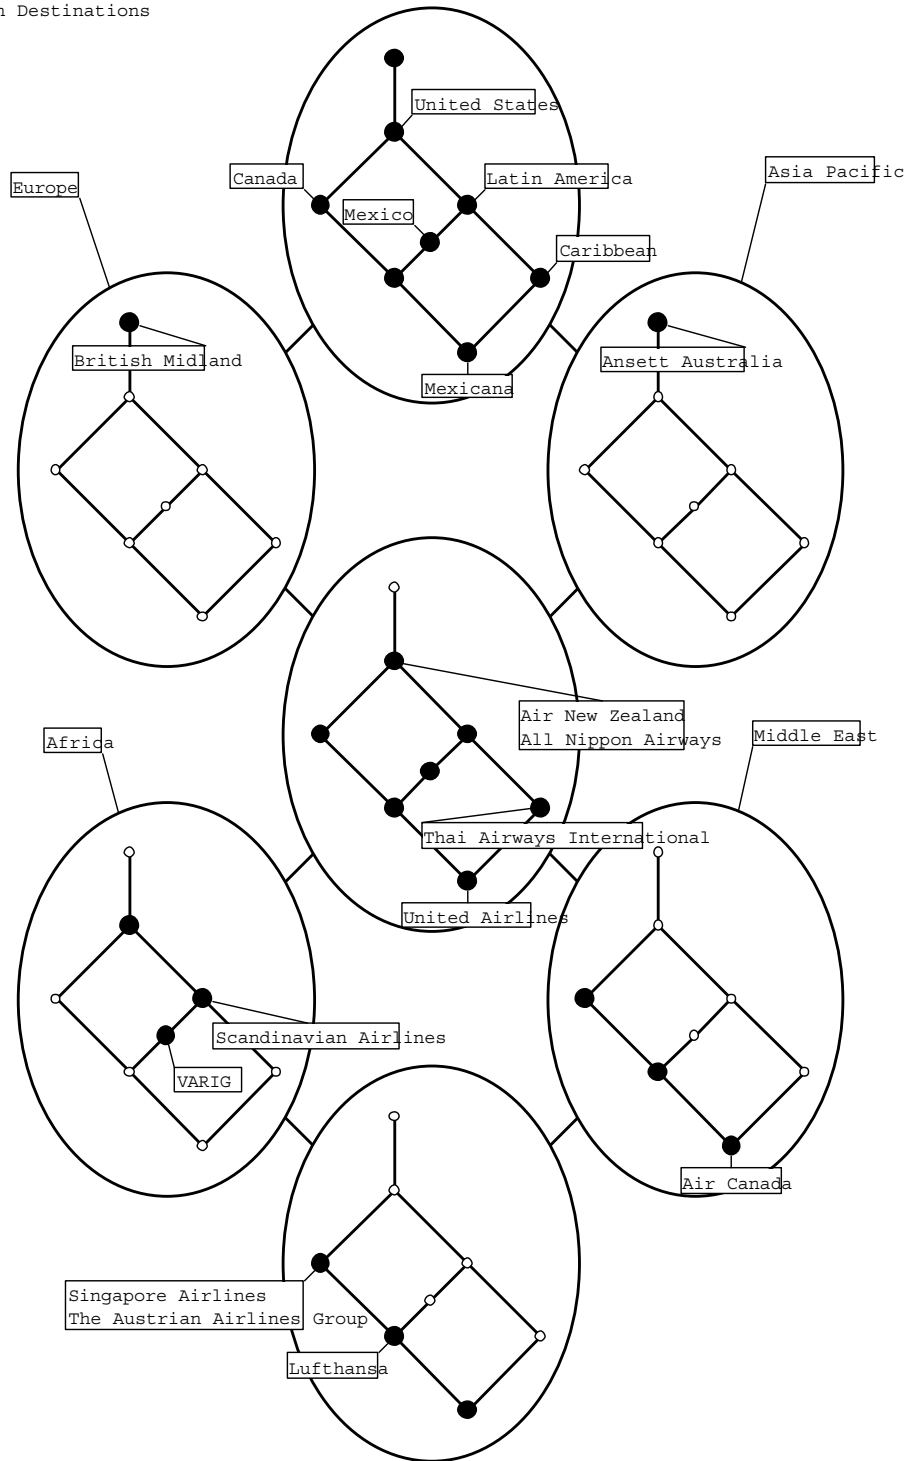 n Destinations
United States
Canada
Latin America
Mexico
Caribbean
Europe
Asia Pacific
British Midland
Ansett Australia
Mexicana
Air New Zealand
All Nippon Airways
Africa
Middle East
Thai Airways International
United Airlines
Scandinavian Airlines
VARIG
Air Canada
Singapore Airlines
The Austrian Airlines Group
Lufthansa